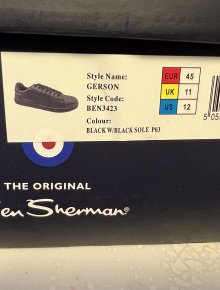 Style Name:
GERSON
Style Code:
BEN3423
Colour:
BLACK W/BLACK SOLE P03
EUR 45
UK 11
US 12
THE ORIGINAL
Ben Sherman®